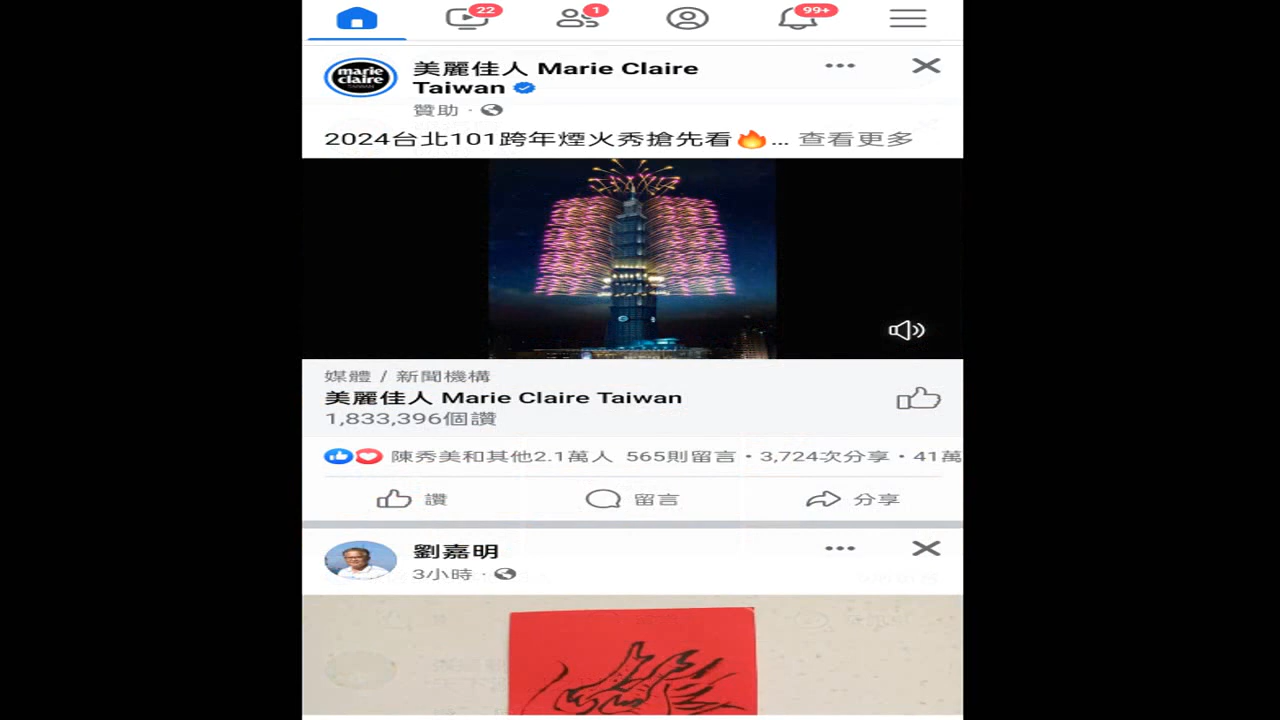 22
1
99+
marie
claire
TAIWAN
美麗佳人 Marie Claire
Taiwan
贊助 ·
2024台北101跨年煙火秀搶先看🔥... 查看更多
媒體 / 新聞機構
美麗佳人 Marie Claire Taiwan
1,833,396個讚
陳秀美和其他2.1萬人 565則留言·3,724次分享·41萬
讚 留言 分享
劉嘉明
3小時 ·